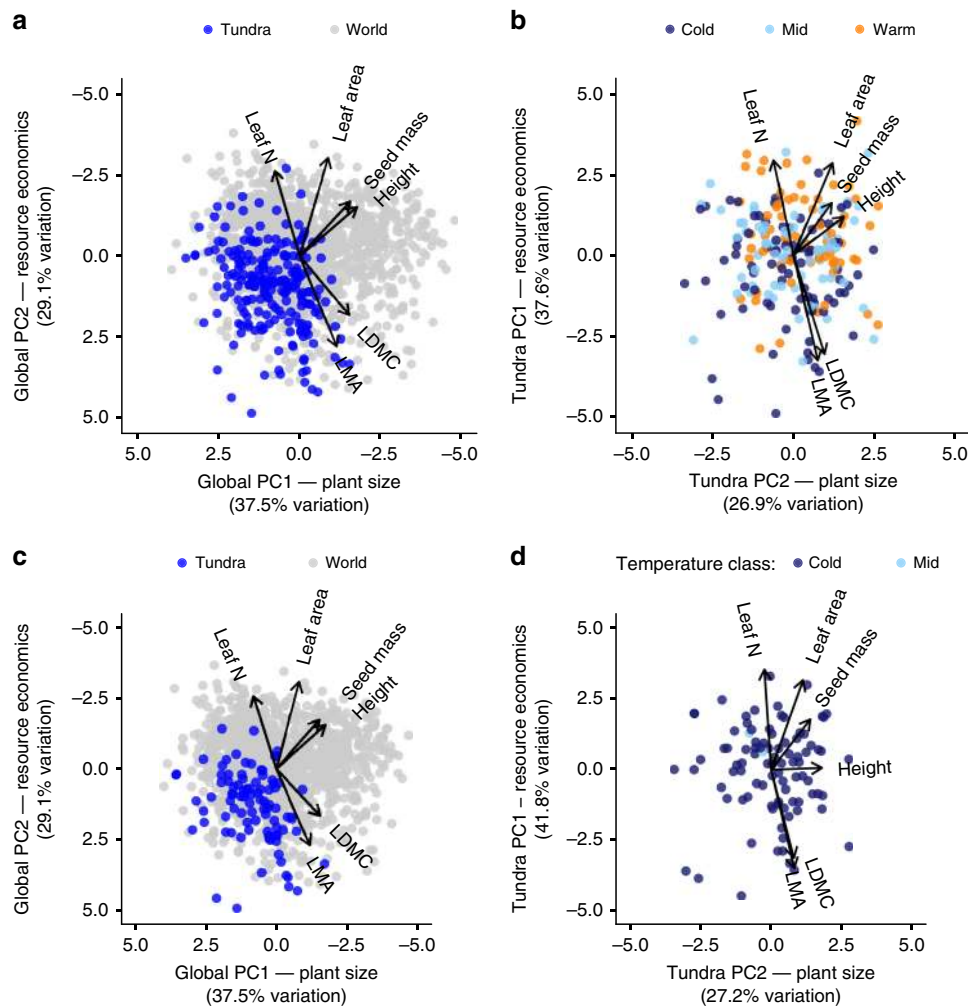 a
Tundra
World
Global PC2 — resource economics
(29.1% variation)
−5.0
−2.5
0.0
2.5
5.0
Leaf N
Leaf area
Seed mass
Height
LDMC
LMA
5.0
2.5
0.0
−2.5
−5.0
Global PC1 — plant size
(37.5% variation)
b
Cold
Mid
Warm
Tundra PC1 — resource economics
(37.6% variation)
5.0
2.5
0.0
−2.5
−5.0
Leaf N
Leaf area
Seed mass
Height
LDMC
LMA
−5.0
−2.5
0.0
2.5
5.0
Tundra PC2 — plant size
(26.9% variation)
c
Tundra
World
Global PC2 — resource economics
(29.1% variation)
−5.0
−2.5
0.0
2.5
5.0
Leaf N
Leaf area
Seed mass
Height
LDMC
LMA
5.0
2.5
0.0
−2.5
−5.0
Global PC1 — plant size
(37.5% variation)
d
Temperature class:
Cold
Mid
Tundra PC1 – resource economics
(41.8% variation)
5.0
2.5
0.0
−2.5
−5.0
Leaf N
Leaf area
Seed mass
Height
LDMC
LMA
−5.0
−2.5
0.0
2.5
5.0
Tundra PC2 — plant size
(27.2% variation)